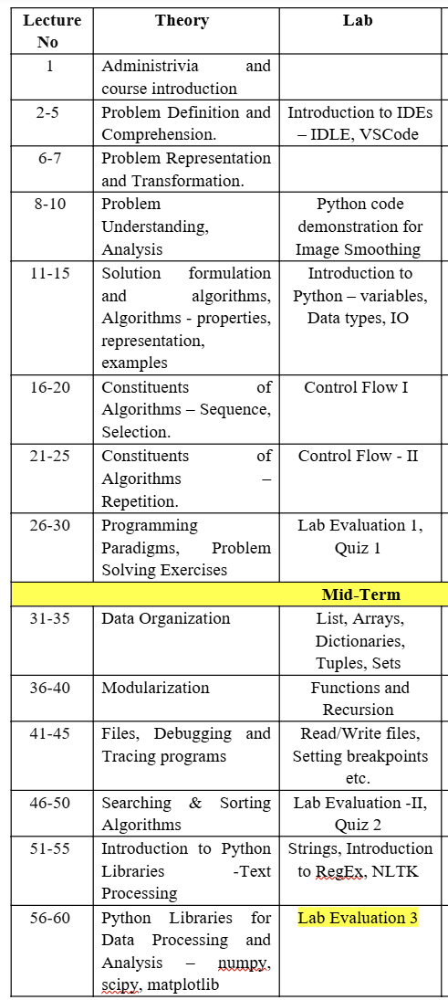 Lecture No Theory Lab
1 Administrivia and
course introduction
2-5 Problem Definition and Introduction to IDEs
Comprehension. – IDLE, VSCode
6-7 Problem Representation
and Transformation.
8-10 Problem Python code
Understanding, demonstration for
Analysis Image Smoothing
11-15 Solution formulation Introduction to
and algorithms, Python – variables,
Algorithms - properties, Data types, IO
representation,
examples
16-20 Constituents of Control Flow I
Algorithms – Sequence,
Selection.
21-25 Constituents of Control Flow - II
Algorithms –
Repetition.
26-30 Programming Lab Evaluation 1,
Paradigms, Problem Quiz 1
Solving Exercises
Mid-Term
31-35 Data Organization List, Arrays,
Dictionaries,
Tuples, Sets
36-40 Modularization Functions and
Recursion
41-45 Files, Debugging and Read/Write files,
Tracing programs Setting breakpoints
etc.
46-50 Searching & Sorting Lab Evaluation -II,
Algorithms Quiz 2
51-55 Introduction to Python Strings, Introduction
Libraries -Text to RegEx, NLTK
Processing
56-60 Python Libraries for Lab Evaluation 3
Data Processing and
Analysis – numpy,
scipy, matplotlib